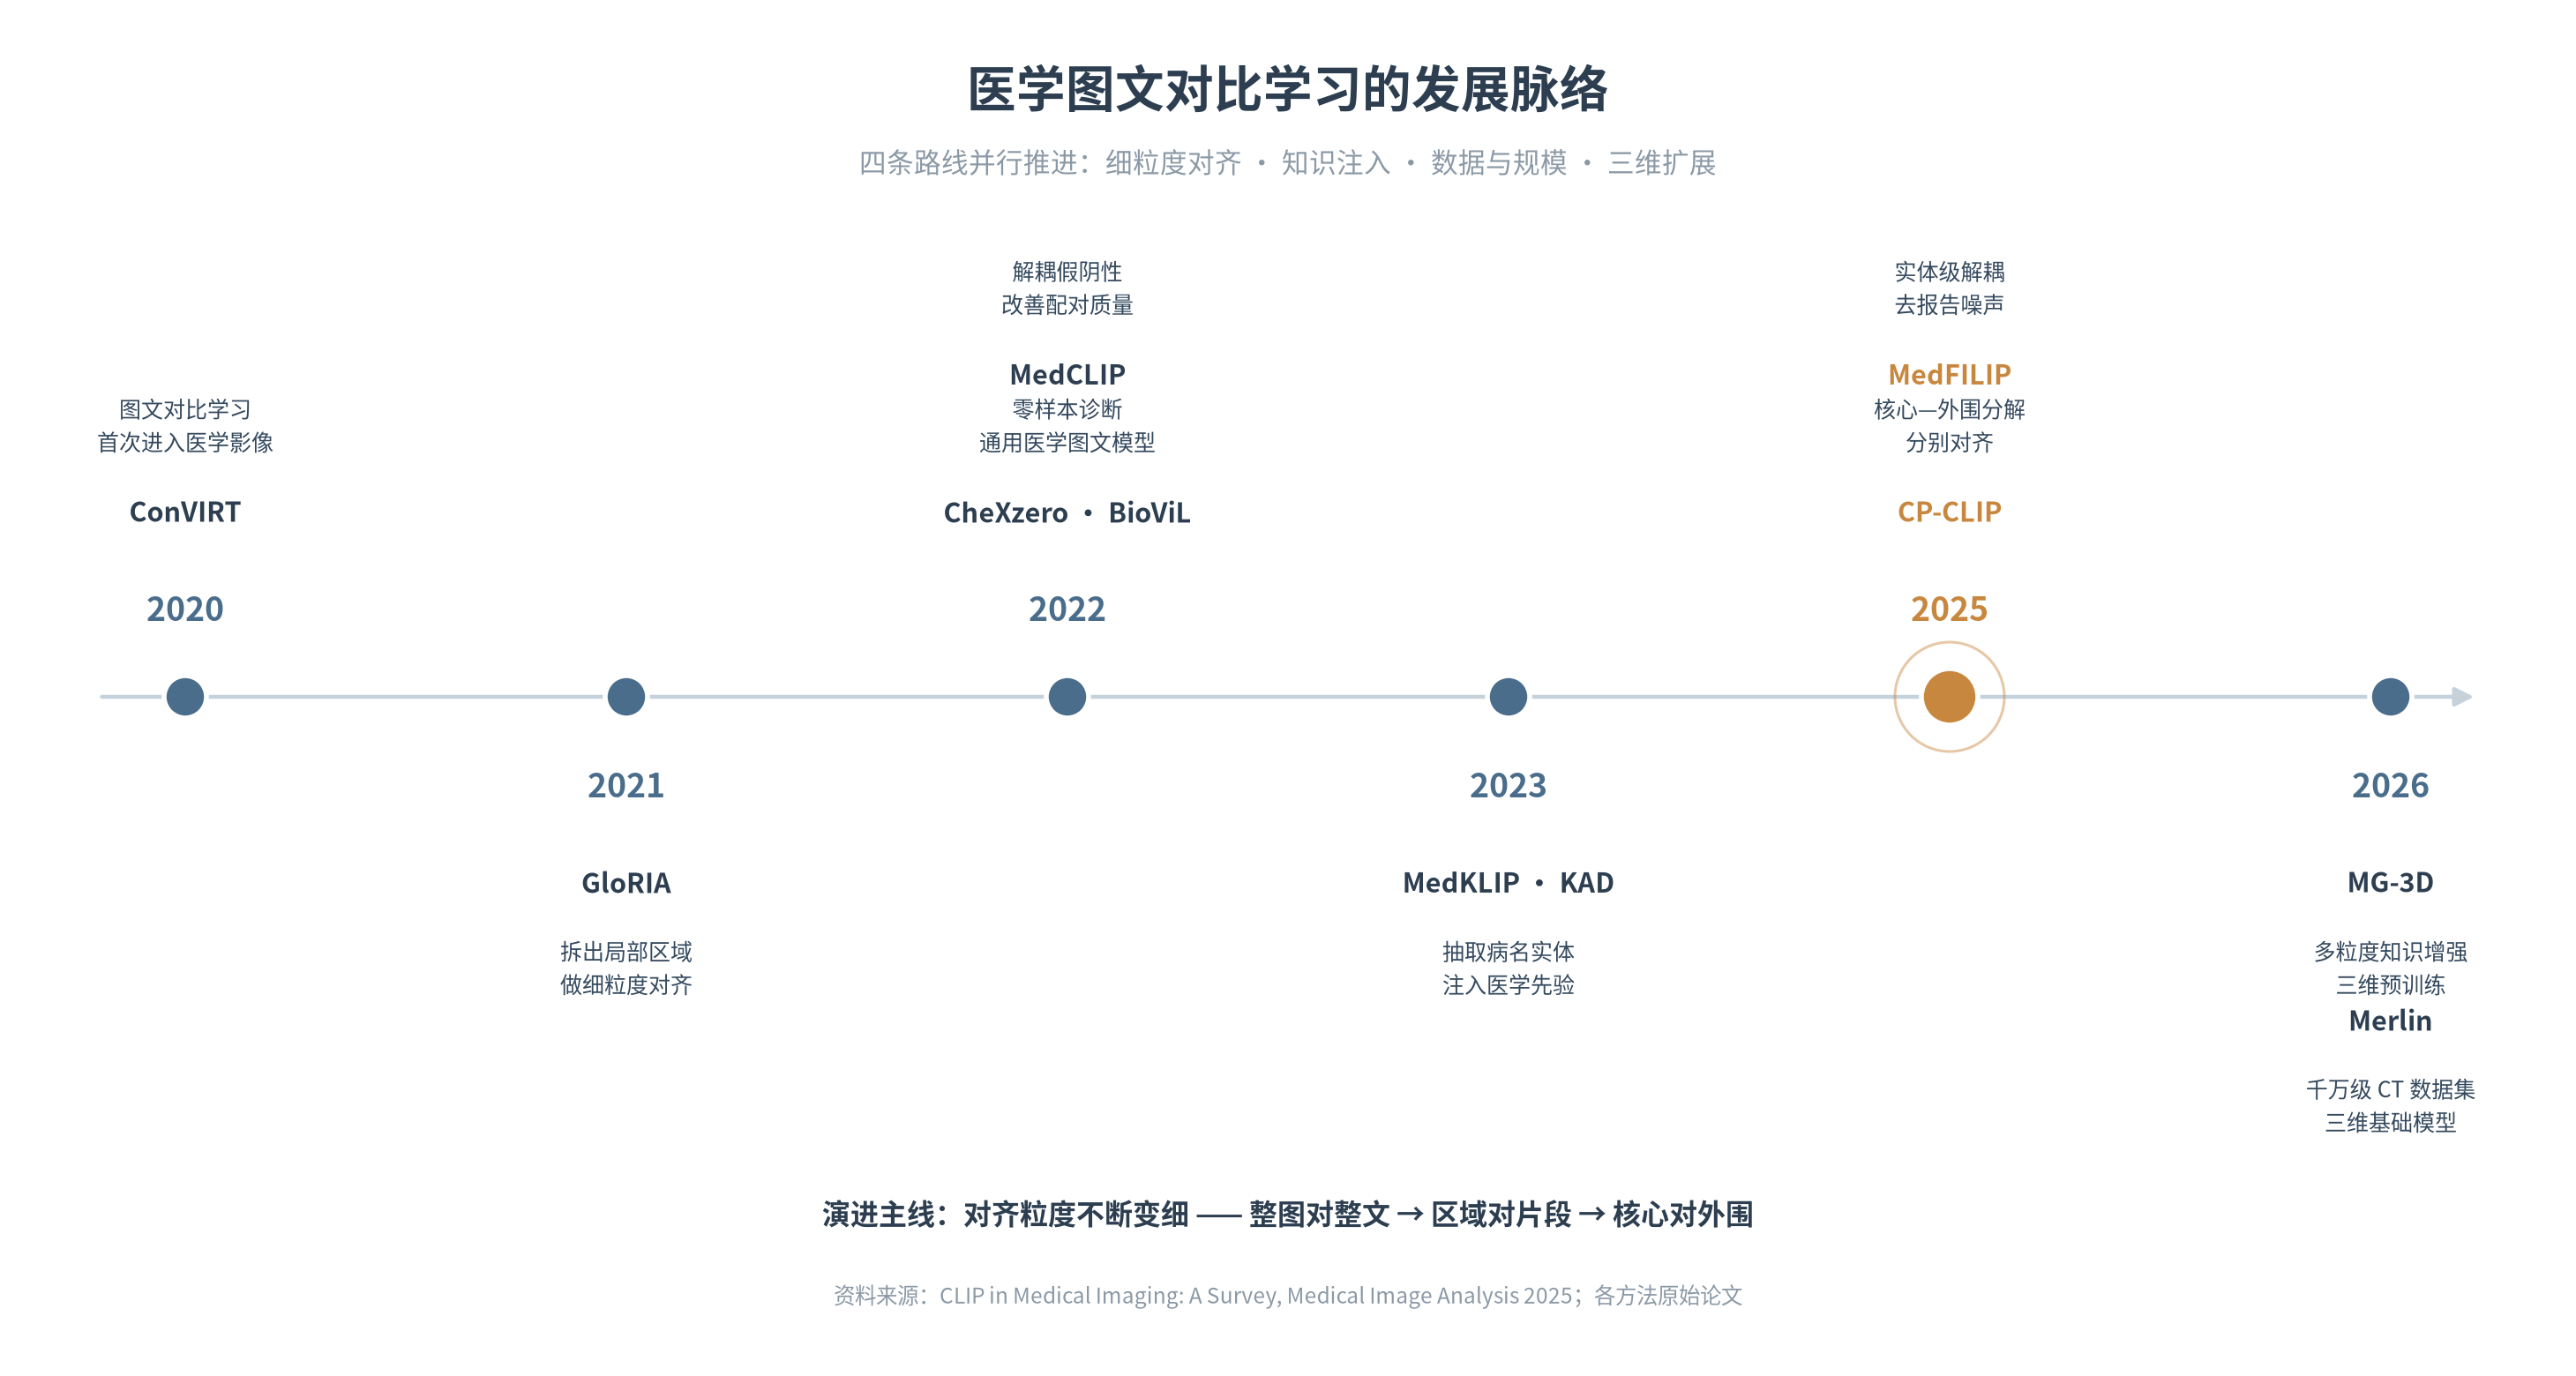 医学图文对比学习的发展脉络
四条路线并行推进：细粒度对齐 · 知识注入 · 数据与规模 · 三维扩展
图文对比学习
首次进入医学影像
ConVIRT
2020
2021
GloRIA
拆出局部区域
做细粒度对齐
解耦假阴性
改善配对质量
MedCLIP
零样本诊断
通用医学图文模型
CheXzero · BioViL
2022
2023
MedKLIP · KAD
抽取病名实体
注入医学先验
实体级解耦
去报告噪声
MedFILIP
核心—外围分解
分别对齐
CP-CLIP
2025
2026
MG-3D
多粒度知识增强
三维预训练
Merlin
千万级 CT 数据集
三维基础模型
演进主线：对齐粒度不断变细 —— 整图对整文 → 区域对片段 → 核心对外围
资料来源：CLIP in Medical Imaging: A Survey, Medical Image Analysis 2025；各方法原始论文